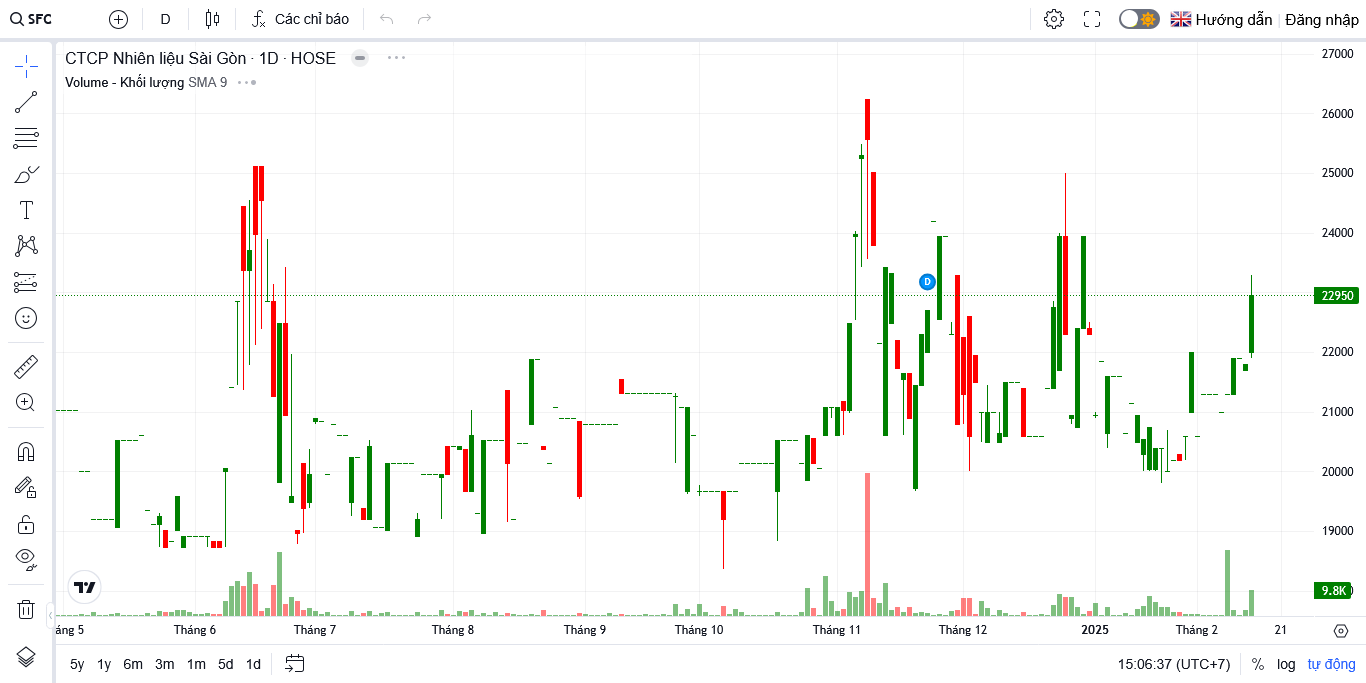 SFC D Các chỉ báo Hướng dẫn Đăng nhập
CTCP Nhiên liệu Sài Gòn · 1D · HOSE
Volume - Khối lượng SMA 9
27000
26000
25000
24000
D
22950
22000
21000
20000
19000
9.8K
áng 5 Tháng 6 Tháng 7 Tháng 8 Tháng 9 Tháng 10 Tháng 11 Tháng 12 2025 Tháng 2 21
5y 1y 6m 3m 1m 5d 1d 15:06:37 (UTC+7) % log tự động